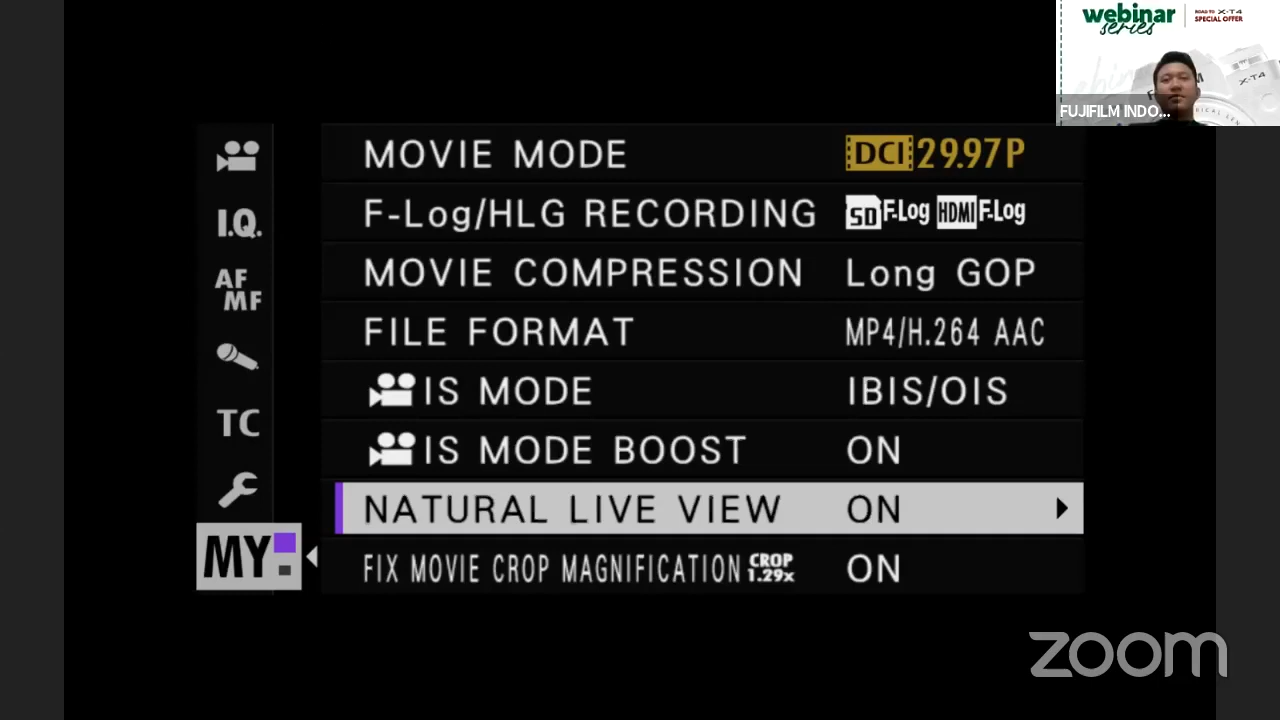 webinar
series
ROAD TO X-T4
SPECIAL OFFER
X-T4
FUJIFILM INDO...
MOVIE MODE DCI 29.97P
F-Log/HLG RECORDING SD F-Log HDMI F-Log
MOVIE COMPRESSION Long GOP
FILE FORMAT MP4/H.264 AAC
IS MODE IBIS/OIS
IS MODE BOOST ON
NATURAL LIVE VIEW ON
FIX MOVIE CROP MAGNIFICATION CROP 1.29x ON
I.Q.
AF
MF
TC
MY
zoom